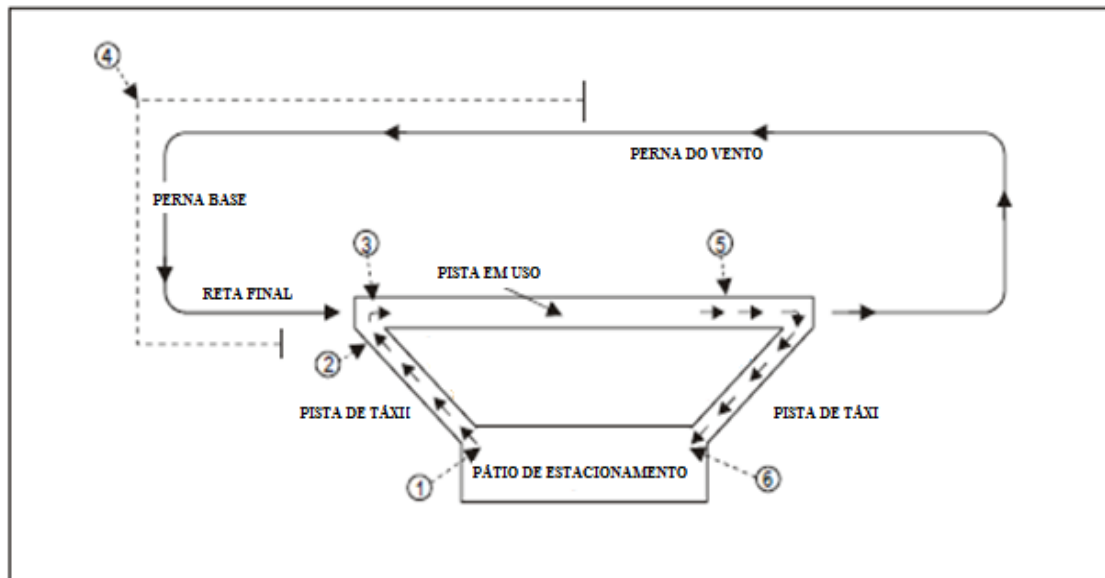 4
PERNA DO VENTO
PERNA BASE
3
5
PISTA EM USO
RETA FINAL
2
PISTA DE TÁXII
PISTA DE TÁXI
PÁTIO DE ESTACIONAMENTO
1
6